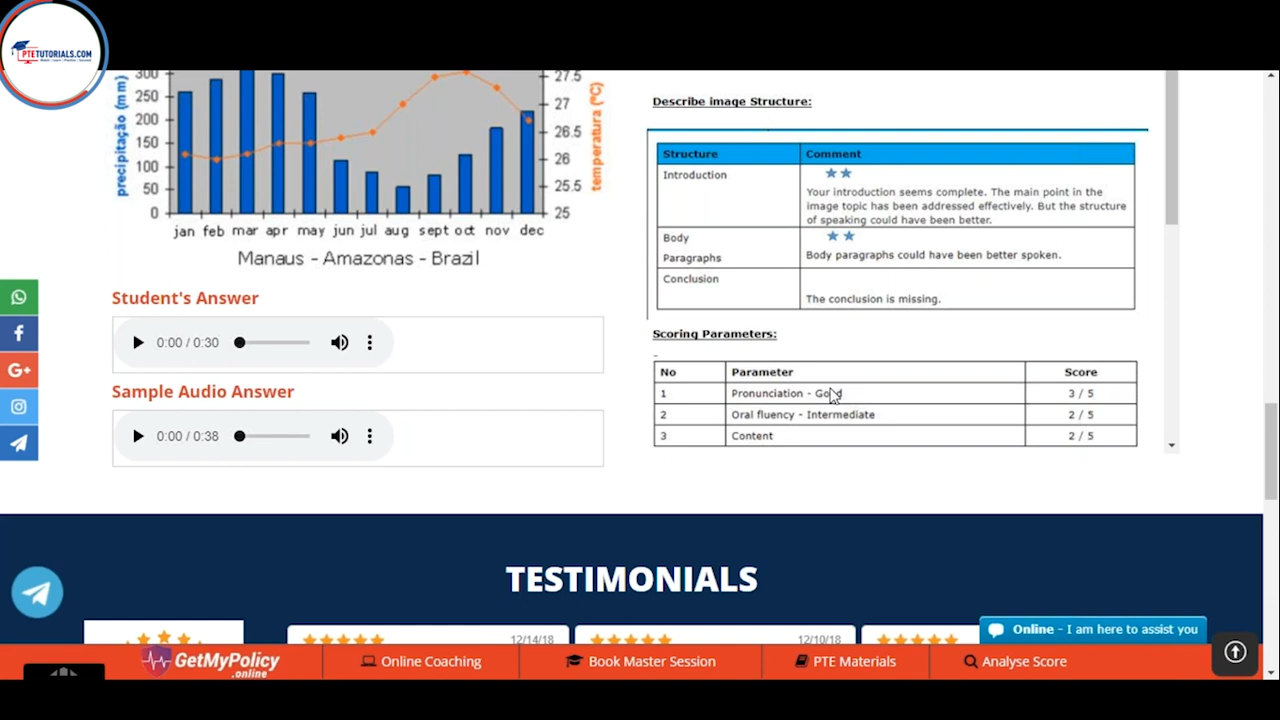 PTETUTORIALS.COM
300
250
200
150
100
50
0
precipitação (mm)
27.5
27
26.5
26
25.5
25
temperatura (ºC)
jan feb mar apr may jun jul aug sept oct nov dec
Manaus - Amazonas - Brazil
Student's Answer
0:00 / 0:30
Sample Audio Answer
0:00 / 0:38
Describe image Structure:
Structure Comment
Introduction
Your introduction seems complete. The main point in the
image topic has been addressed effectively. But the structure
of speaking could have been better.
Body
Paragraphs
Body paragraphs could have been better spoken.
Conclusion
The conclusion is missing.
Scoring Parameters:
No Parameter Score
1 Pronunciation - Good 3 / 5
2 Oral fluency - Intermediate 2 / 5
3 Content 2 / 5
TESTIMONIALS
12/14/18
12/10/18
Online - I am here to assist you
GetMyPolicy
.online
Online Coaching
Book Master Session
PTE Materials
Analyse Score